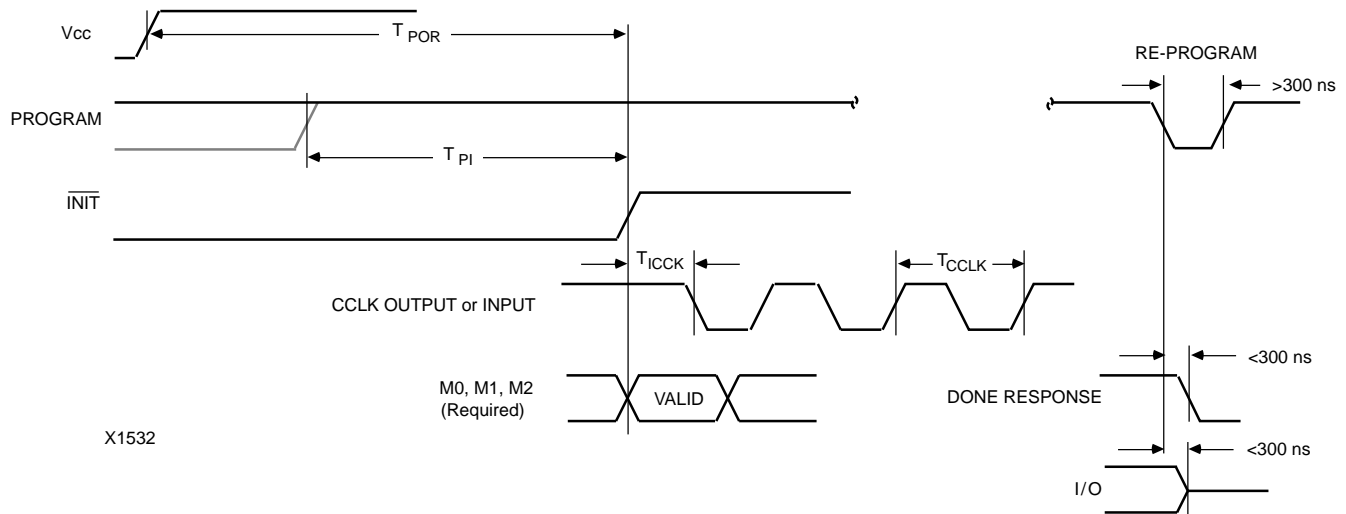 Vcc
T POR
RE-PROGRAM
>300 ns
PROGRAM
T PI
INIT
T ICCK
T CCLK
CCLK OUTPUT or INPUT
<300 ns
M0, M1, M2
(Required)
VALID
DONE RESPONSE
X1532
<300 ns
I/O